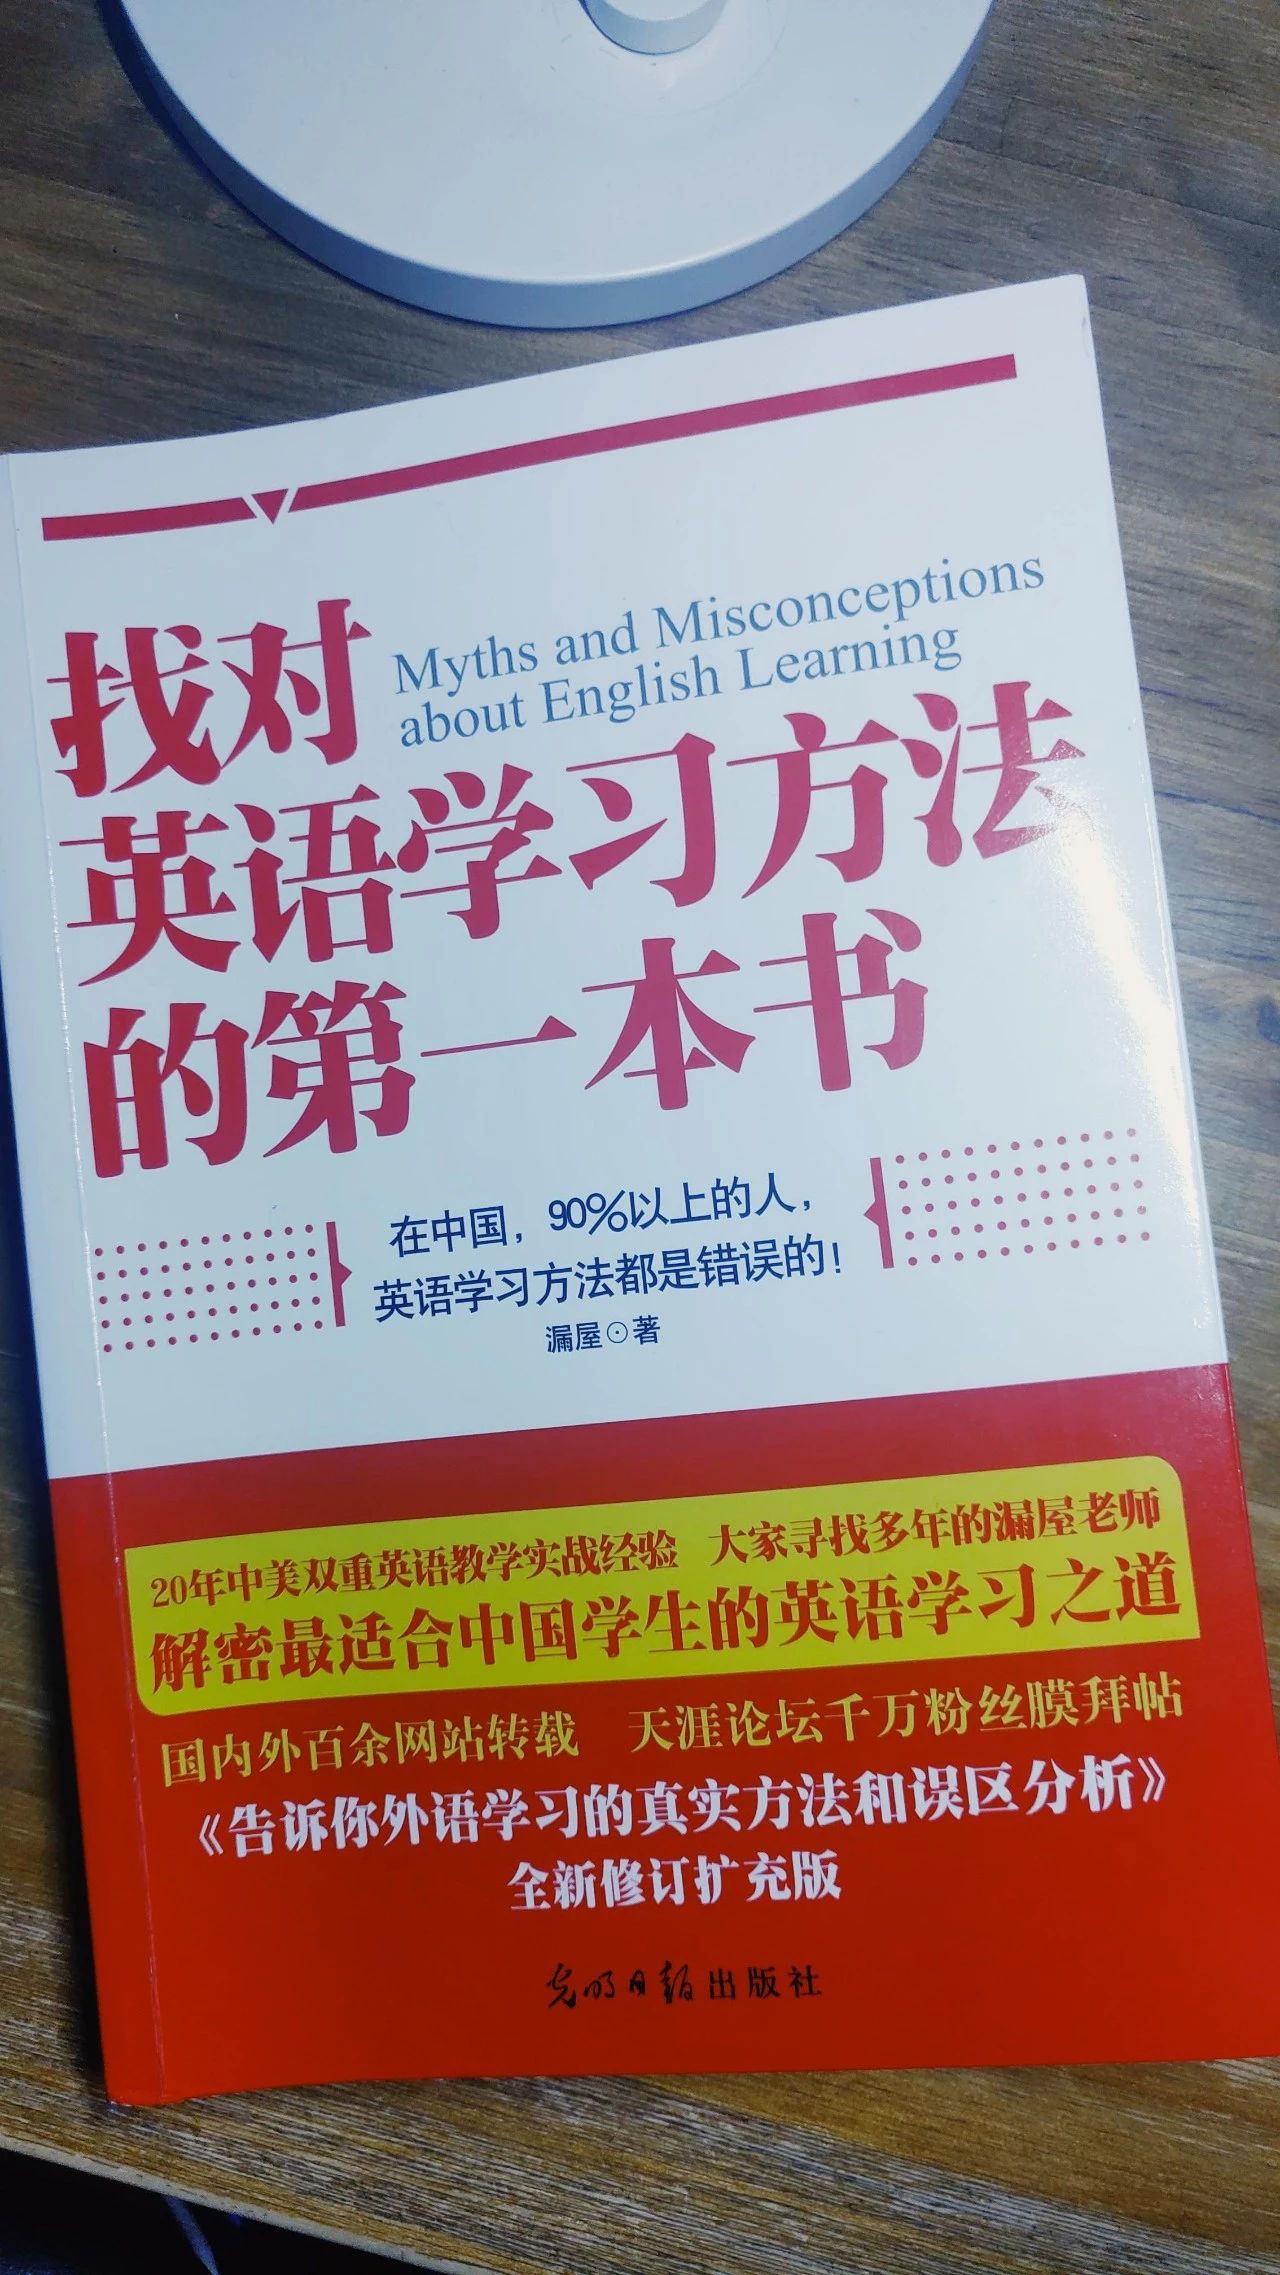 找对
Myths and Misconceptions
about English Learning
英语学习方法
的第一本书
在中国，90%以上的人，
英语学习方法都是错误的！
漏屋⊙著
20年中美双重英语教学实战经验 大家寻找多年的漏屋老师
解密最适合中国学生的英语学习之道
国内外百余网站转载 天涯论坛千万粉丝膜拜帖
《告诉你外语学习的真实方法和误区分析》
全新修订扩充版
光明日报出版社